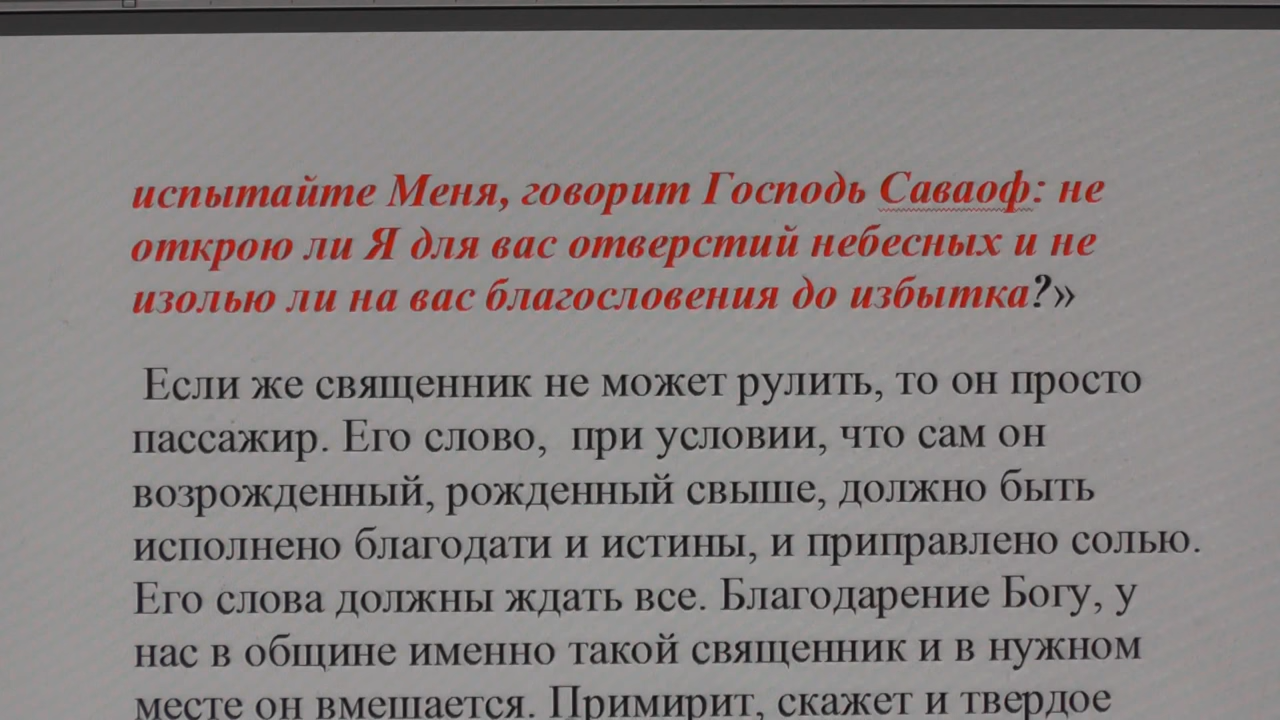 испытайте Меня, говорит Господь Саваоф: не
открою ли Я для вас отверстий небесных и не
изолью ли на вас благословения до избытка?»
Если же священник не может рулить, то он просто
пассажир. Его слово,  при условии, что сам он
возрожденный, рожденный свыше, должно быть
исполнено благодати и истины, и приправлено солью.
Его слова должны ждать все. Благодарение Богу, у
нас в общине именно такой священник и в нужном
месте он вмешается. Примирит, скажет и твердое